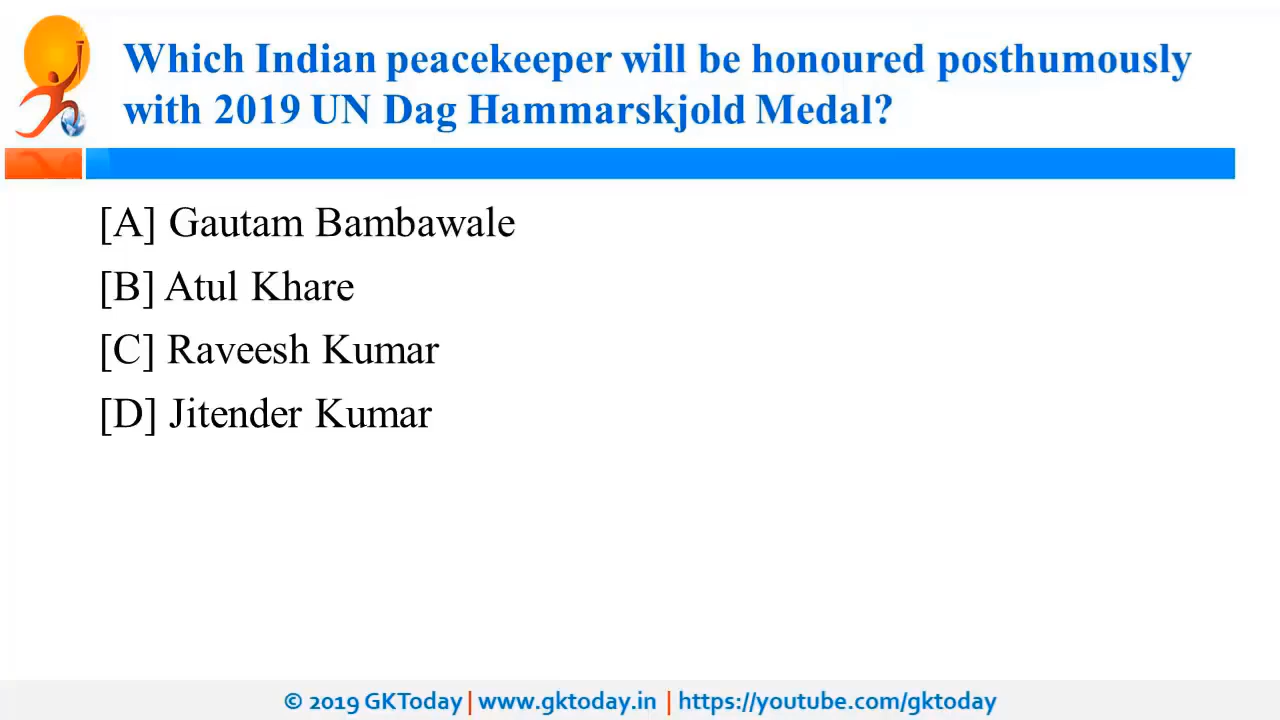 Which Indian peacekeeper will be honoured posthumously
with 2019 UN Dag Hammarskjold Medal?
[A] Gautam Bambawale
[B] Atul Khare
[C] Raveesh Kumar
[D] Jitender Kumar
© 2019 GKToday | www.gktoday.in | https://youtube.com/gktoday